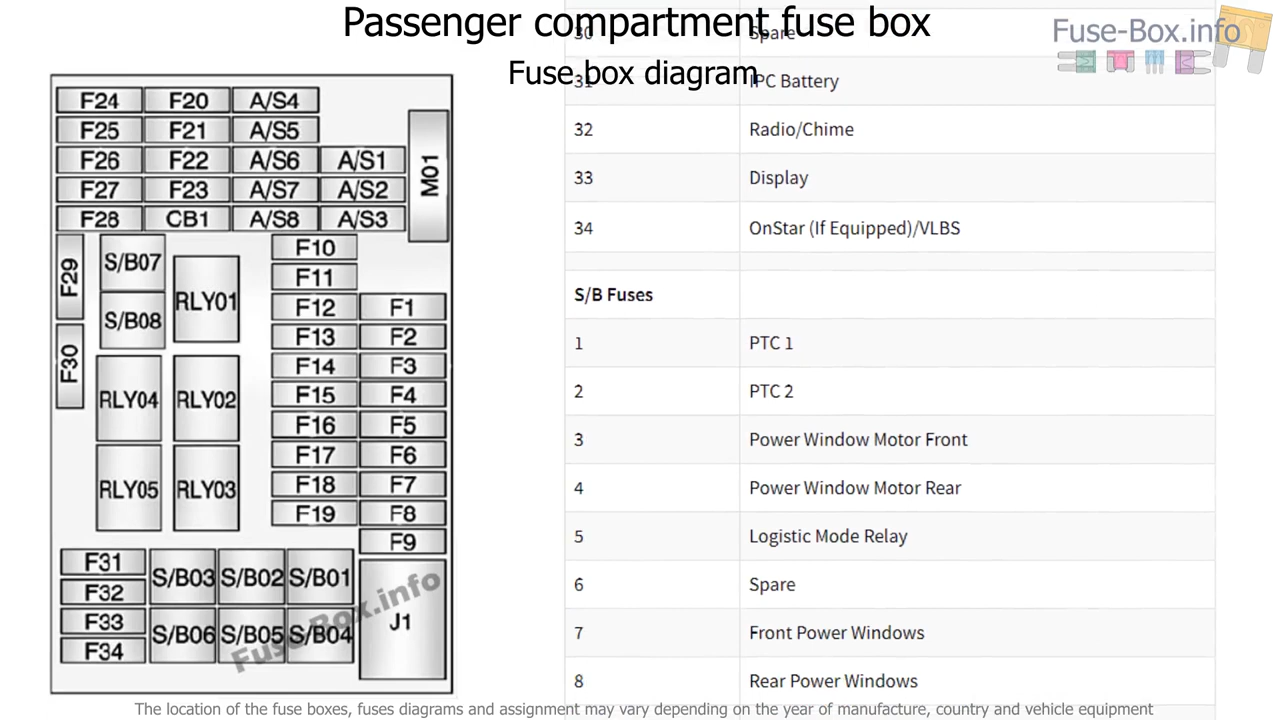 Passenger compartment fuse box
Fuse box diagram
Fuse-Box.info
F24 F20 A/S4
F25 F21 A/S5
F26 F22 A/S6 A/S1
F27 F23 A/S7 A/S2
F28 CB1 A/S8 A/S3
M01
F29
F30
S/B07
S/B08
RLY01
RLY04 RLY02
RLY05 RLY03
F10
F11
F12 F1
F13 F2
F14 F3
F15 F4
F16 F5
F17 F6
F18 F7
F19 F8
F9
F31
F32
F33
F34
S/B03 S/B02 S/B01
S/B06 S/B05 S/B04
J1
Fuse-Box.info
30 Spare
31 IPC Battery
32 Radio/Chime
33 Display
34 OnStar (If Equipped)/VLBS
S/B Fuses
1 PTC 1
2 PTC 2
3 Power Window Motor Front
4 Power Window Motor Rear
5 Logistic Mode Relay
6 Spare
7 Front Power Windows
8 Rear Power Windows
The location of the fuse boxes, fuses diagrams and assignment may vary depending on the year of manufacture, country and vehicle equipment